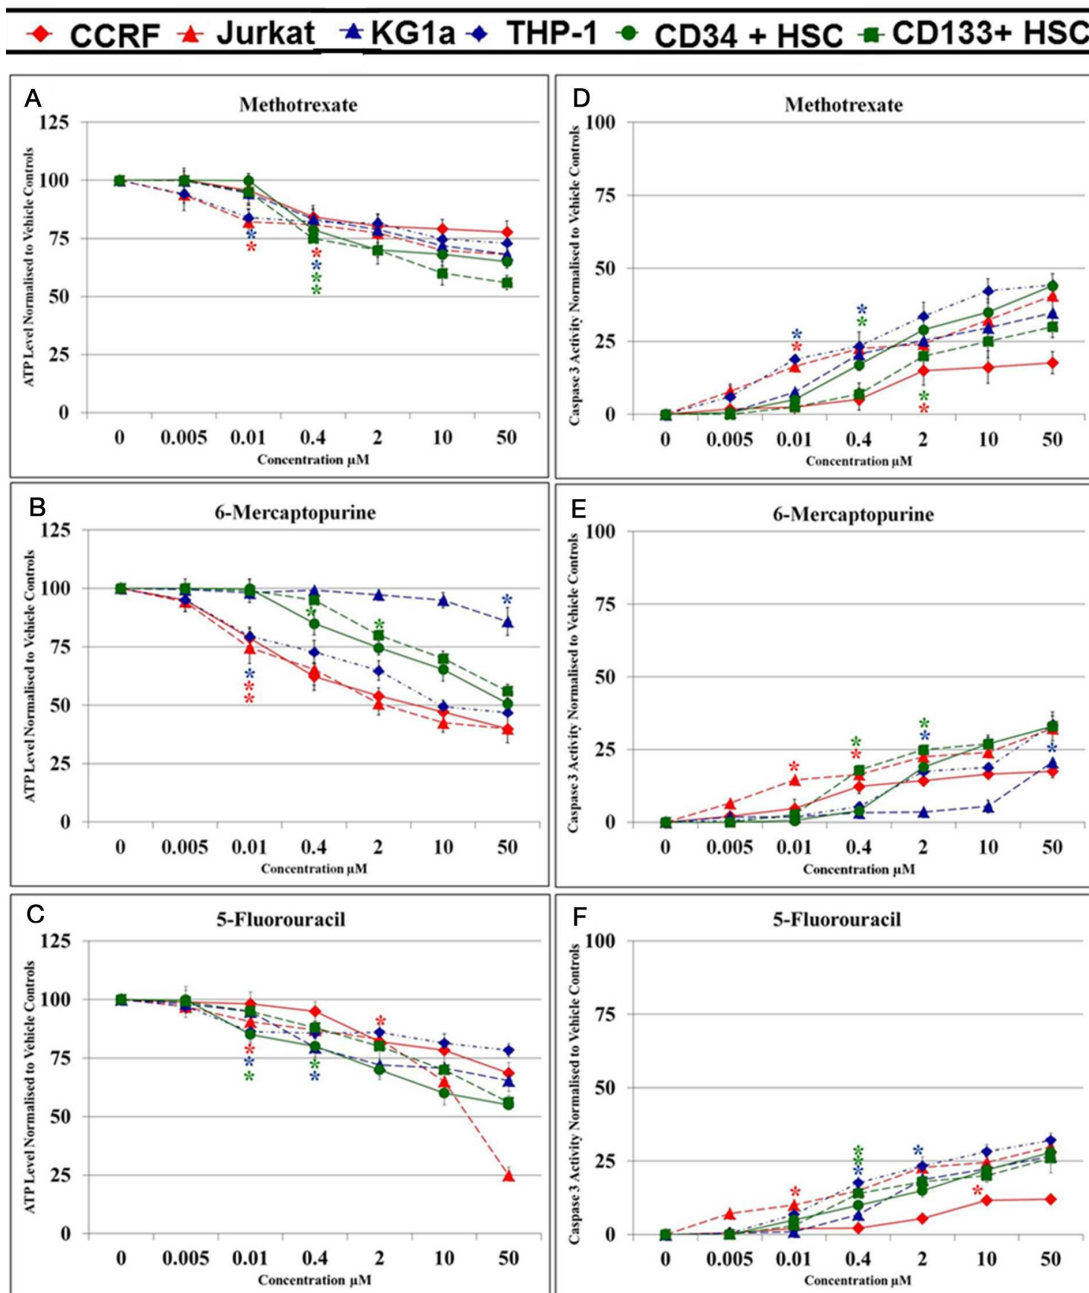 CCRF Jurkat KG1a THP-1 CD34 + HSC CD133+ HSC
A
Methotrexate
ATP Level Normalised to Vehicle Controls
125
100
75
50
25
0
0 0.005 0.01 0.4 2 10 50
Concentration µM
* * * * * *
D
Methotrexate
Caspase 3 Activity Normalised to Vehicle Controls
100
75
50
25
0
0 0.005 0.01 0.4 2 10 50
Concentration µM
* * * * * *
B
6-Mercaptopurine
ATP Level Normalised to Vehicle Controls
125
100
75
50
25
0
0 0.005 0.01 0.4 2 10 50
Concentration µM
* * * * * *
E
6-Mercaptopurine
Caspase 3 Activity Normalised to Vehicle Controls
100
75
50
25
0
0 0.005 0.01 0.4 2 10 50
Concentration µM
* * * * * *
C
5-Fluorouracil
ATP Level Normalised to Vehicle Controls
125
100
75
50
25
0
0 0.005 0.01 0.4 2 10 50
Concentration µM
* * * * * *
F
5-Fluorouracil
Caspase 3 Activity Normalised to Vehicle Controls
100
75
50
25
0
0 0.005 0.01 0.4 2 10 50
Concentration µM
* * * * * *